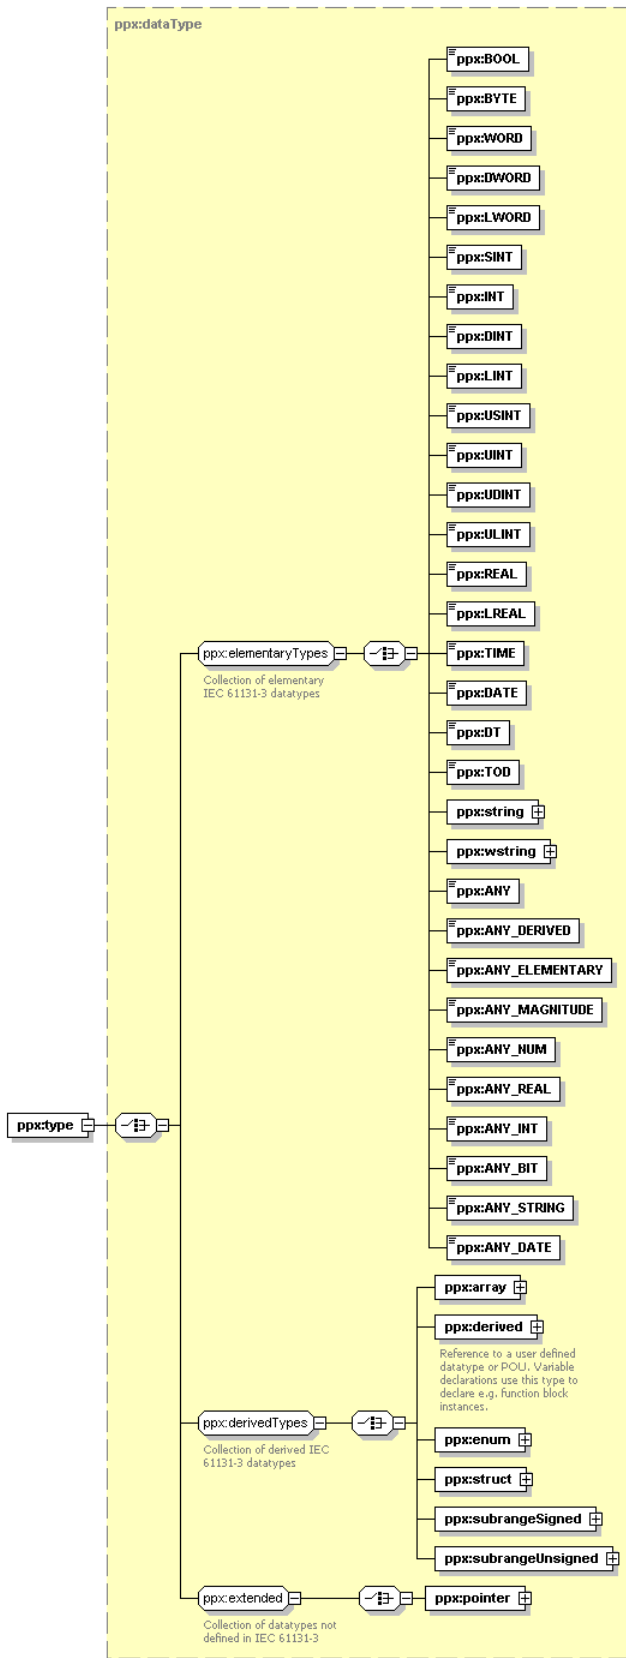 ppx:dataType
ppx:BOOL
ppx:BYTE
ppx:WORD
ppx:DWORD
ppx:LWORD
ppx:SINT
ppx:INT
ppx:DINT
ppx:LINT
ppx:USINT
ppx:UINT
ppx:UDINT
ppx:ULINT
ppx:REAL
ppx:LREAL
ppx:elementaryTypes
Collection of elementary
IEC 61131-3 datatypes
ppx:TIME
ppx:DATE
ppx:DT
ppx:TOD
ppx:string
ppx:wstring
ppx:ANY
ppx:ANY_DERIVED
ppx:ANY_ELEMENTARY
ppx:ANY_MAGNITUDE
ppx:ANY_NUM
ppx:ANY_REAL
ppx:type
ppx:ANY_INT
ppx:ANY_BIT
ppx:ANY_STRING
ppx:ANY_DATE
ppx:array
ppx:derived
Reference to a user defined
datatype or POU. Variable
declarations use this type to
declare e.g. function block
instances.
ppx:derivedTypes
Collection of derived IEC
61131-3 datatypes
ppx:enum
ppx:struct
ppx:subrangeSigned
ppx:subrangeUnsigned
ppx:extended
Collection of datatypes not
defined in IEC 61131-3
ppx:pointer